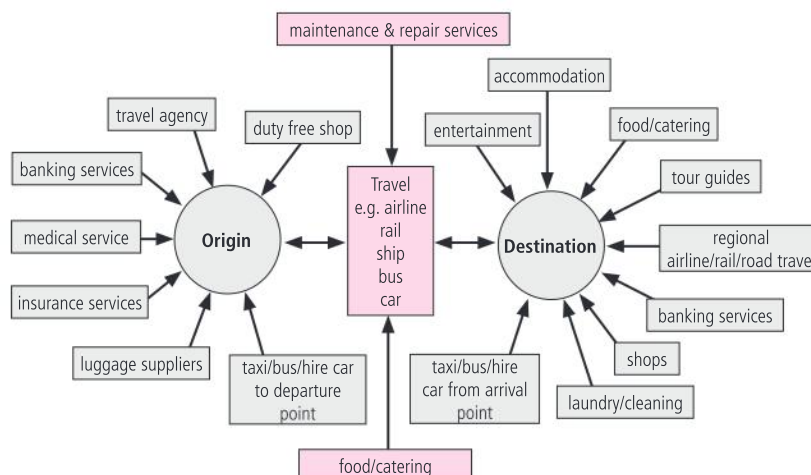 maintenance & repair services
accommodation
travel agency
duty free shop
entertainment
food/catering
banking services
tour guides
medical service
Origin
Travel
e.g. airline
rail
ship
bus
car
Destination
regional
airline/rail/road trave
insurance services
banking services
luggage suppliers
taxi/bus/hire car
to departure
point
taxi/bus/hire
car from arrival
point
shops
laundry/cleaning
food/catering